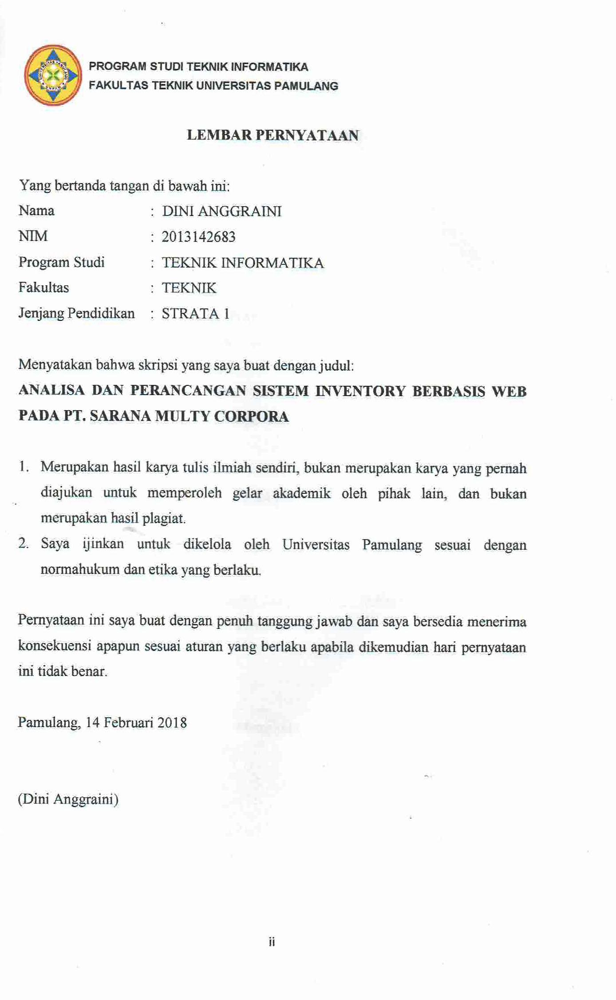 PROGRAM STUDI TEKNIK INFORMATIKA
FAKULTAS TEKNIK UNIVERSITAS PAMULANG
LEMBAR PERNYATAAN
Yang bertanda tangan di bawah ini:
Nama : DINI ANGGRAINI
NIM : 2013142683
Program Studi : TEKNIK INFORMATIKA
Fakultas : TEKNIK
Jenjang Pendidikan : STRATA 1
Menyatakan bahwa skripsi yang saya buat dengan judul:
ANALISA DAN PERANCANGAN SISTEM INVENTORY BERBASIS WEB
PADA PT. SARANA MULTY CORPORA
1. Merupakan hasil karya tulis ilmiah sendiri, bukan merupakan karya yang pernah
diajukan untuk memperoleh gelar akademik oleh pihak lain, dan bukan
merupakan hasil plagiat.
2. Saya ijinkan untuk dikelola oleh Universitas Pamulang sesuai dengan
normahukum dan etika yang berlaku.
Pernyataan ini saya buat dengan penuh tanggung jawab dan saya bersedia menerima
konsekuensi apapun sesuai aturan yang berlaku apabila dikemudian hari pernyataan
ini tidak benar.
Pamulang, 14 Februari 2018
(Dini Anggraini)
ii